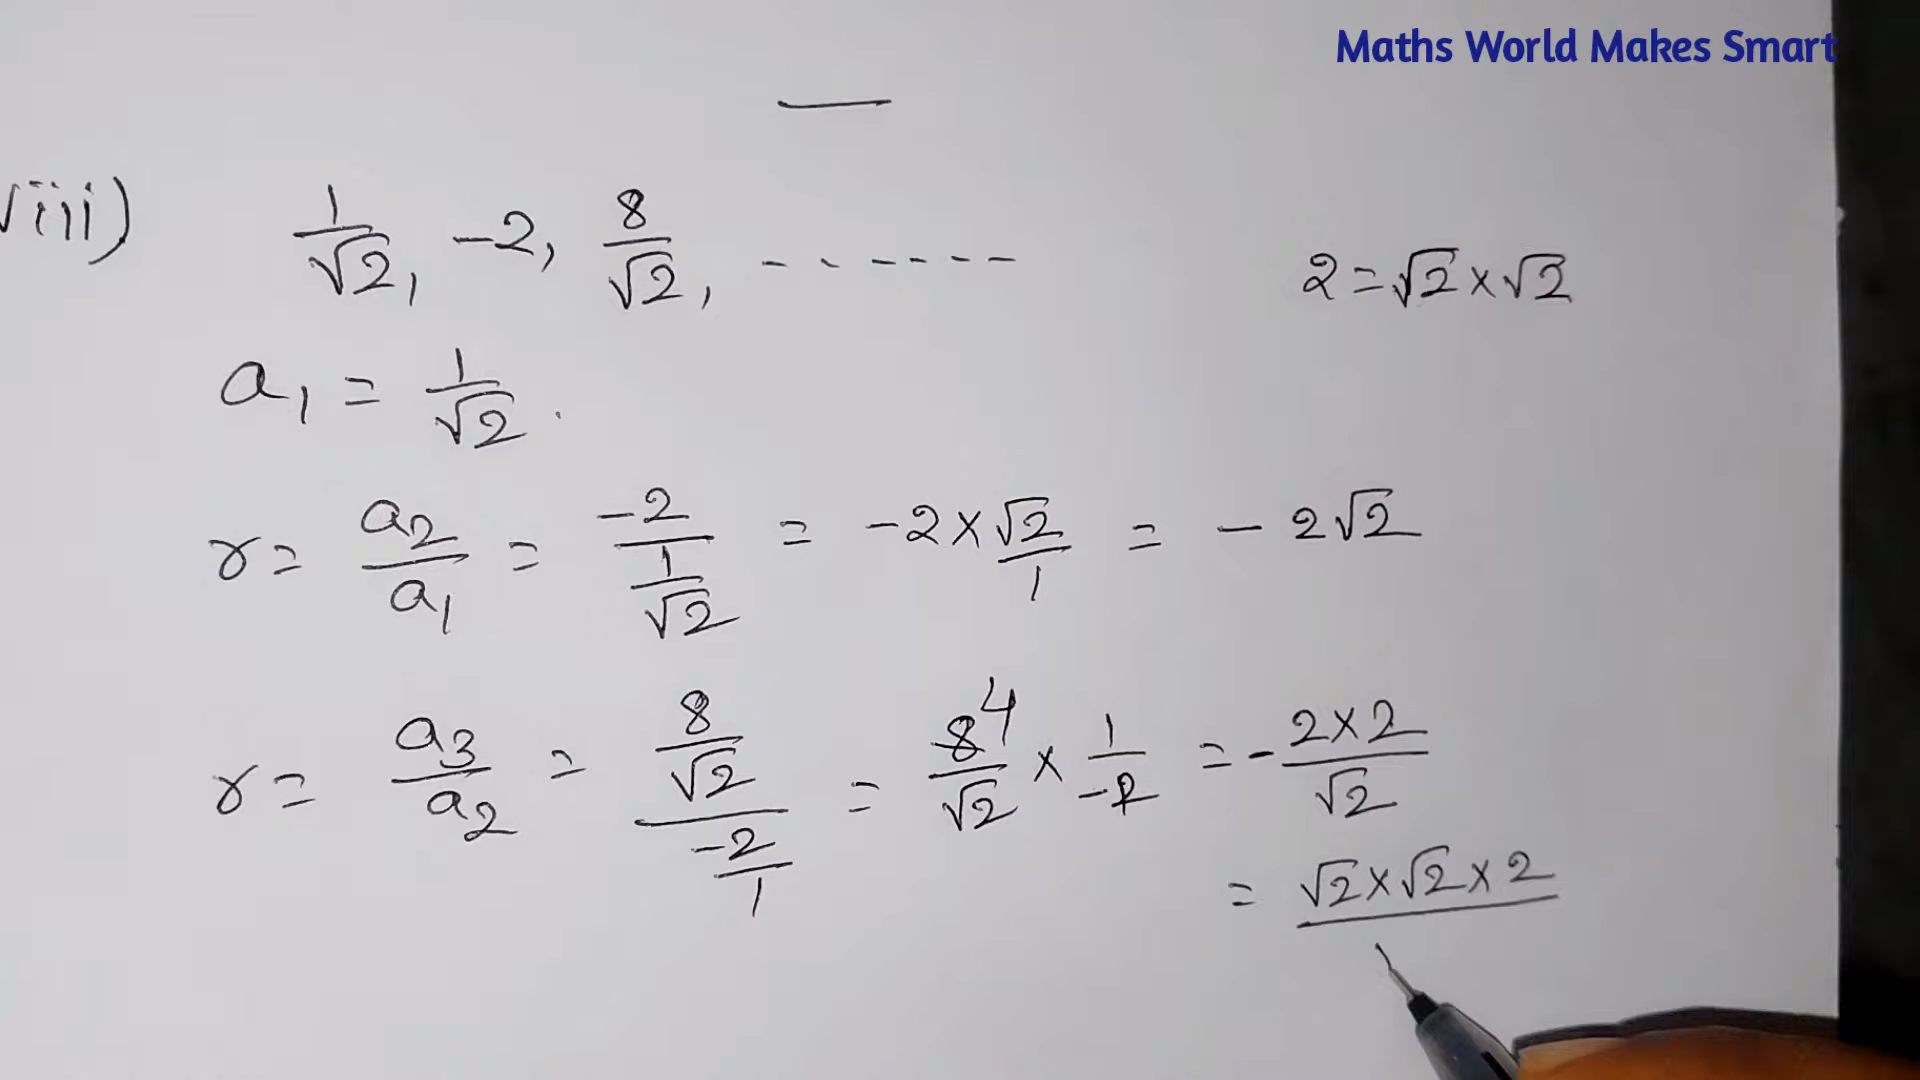 Maths World Makes Smart
viii) 1/√2, -2, 8/√2, - - - - - -
2 = √2 × √2
a₁ = 1/√2 .
r = a₂/a₁ = -2/(1/√2) = -2 × √2/1 = - 2√2
r = a₃/a₂ = (8/√2)/(-2/1) = 8 4/√2 × 1/-2 = - 2×2/√2
= √2 × √2 × 2